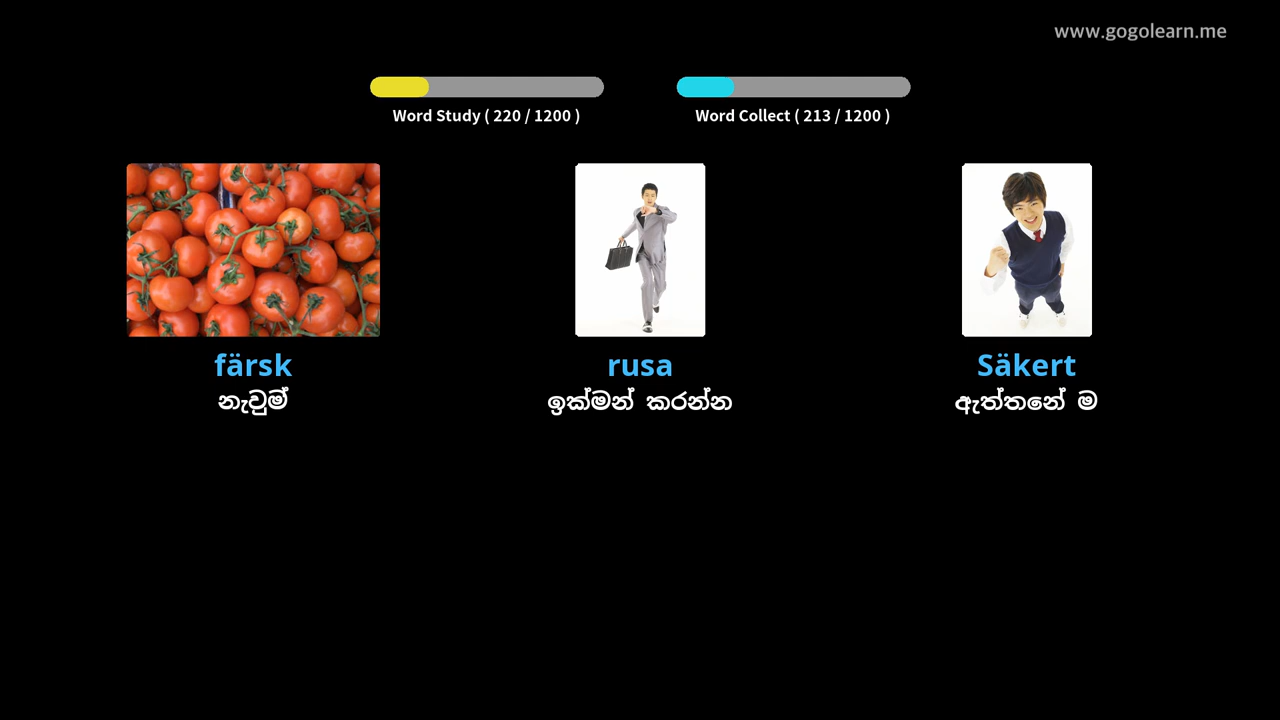 www.gogolearn.me
Word Study ( 220 / 1200 )
Word Collect ( 213 / 1200 )
färsk
rusa
Säkert
නැවුම්
ඉක්මන් කරන්න
ඇත්තනේ ම